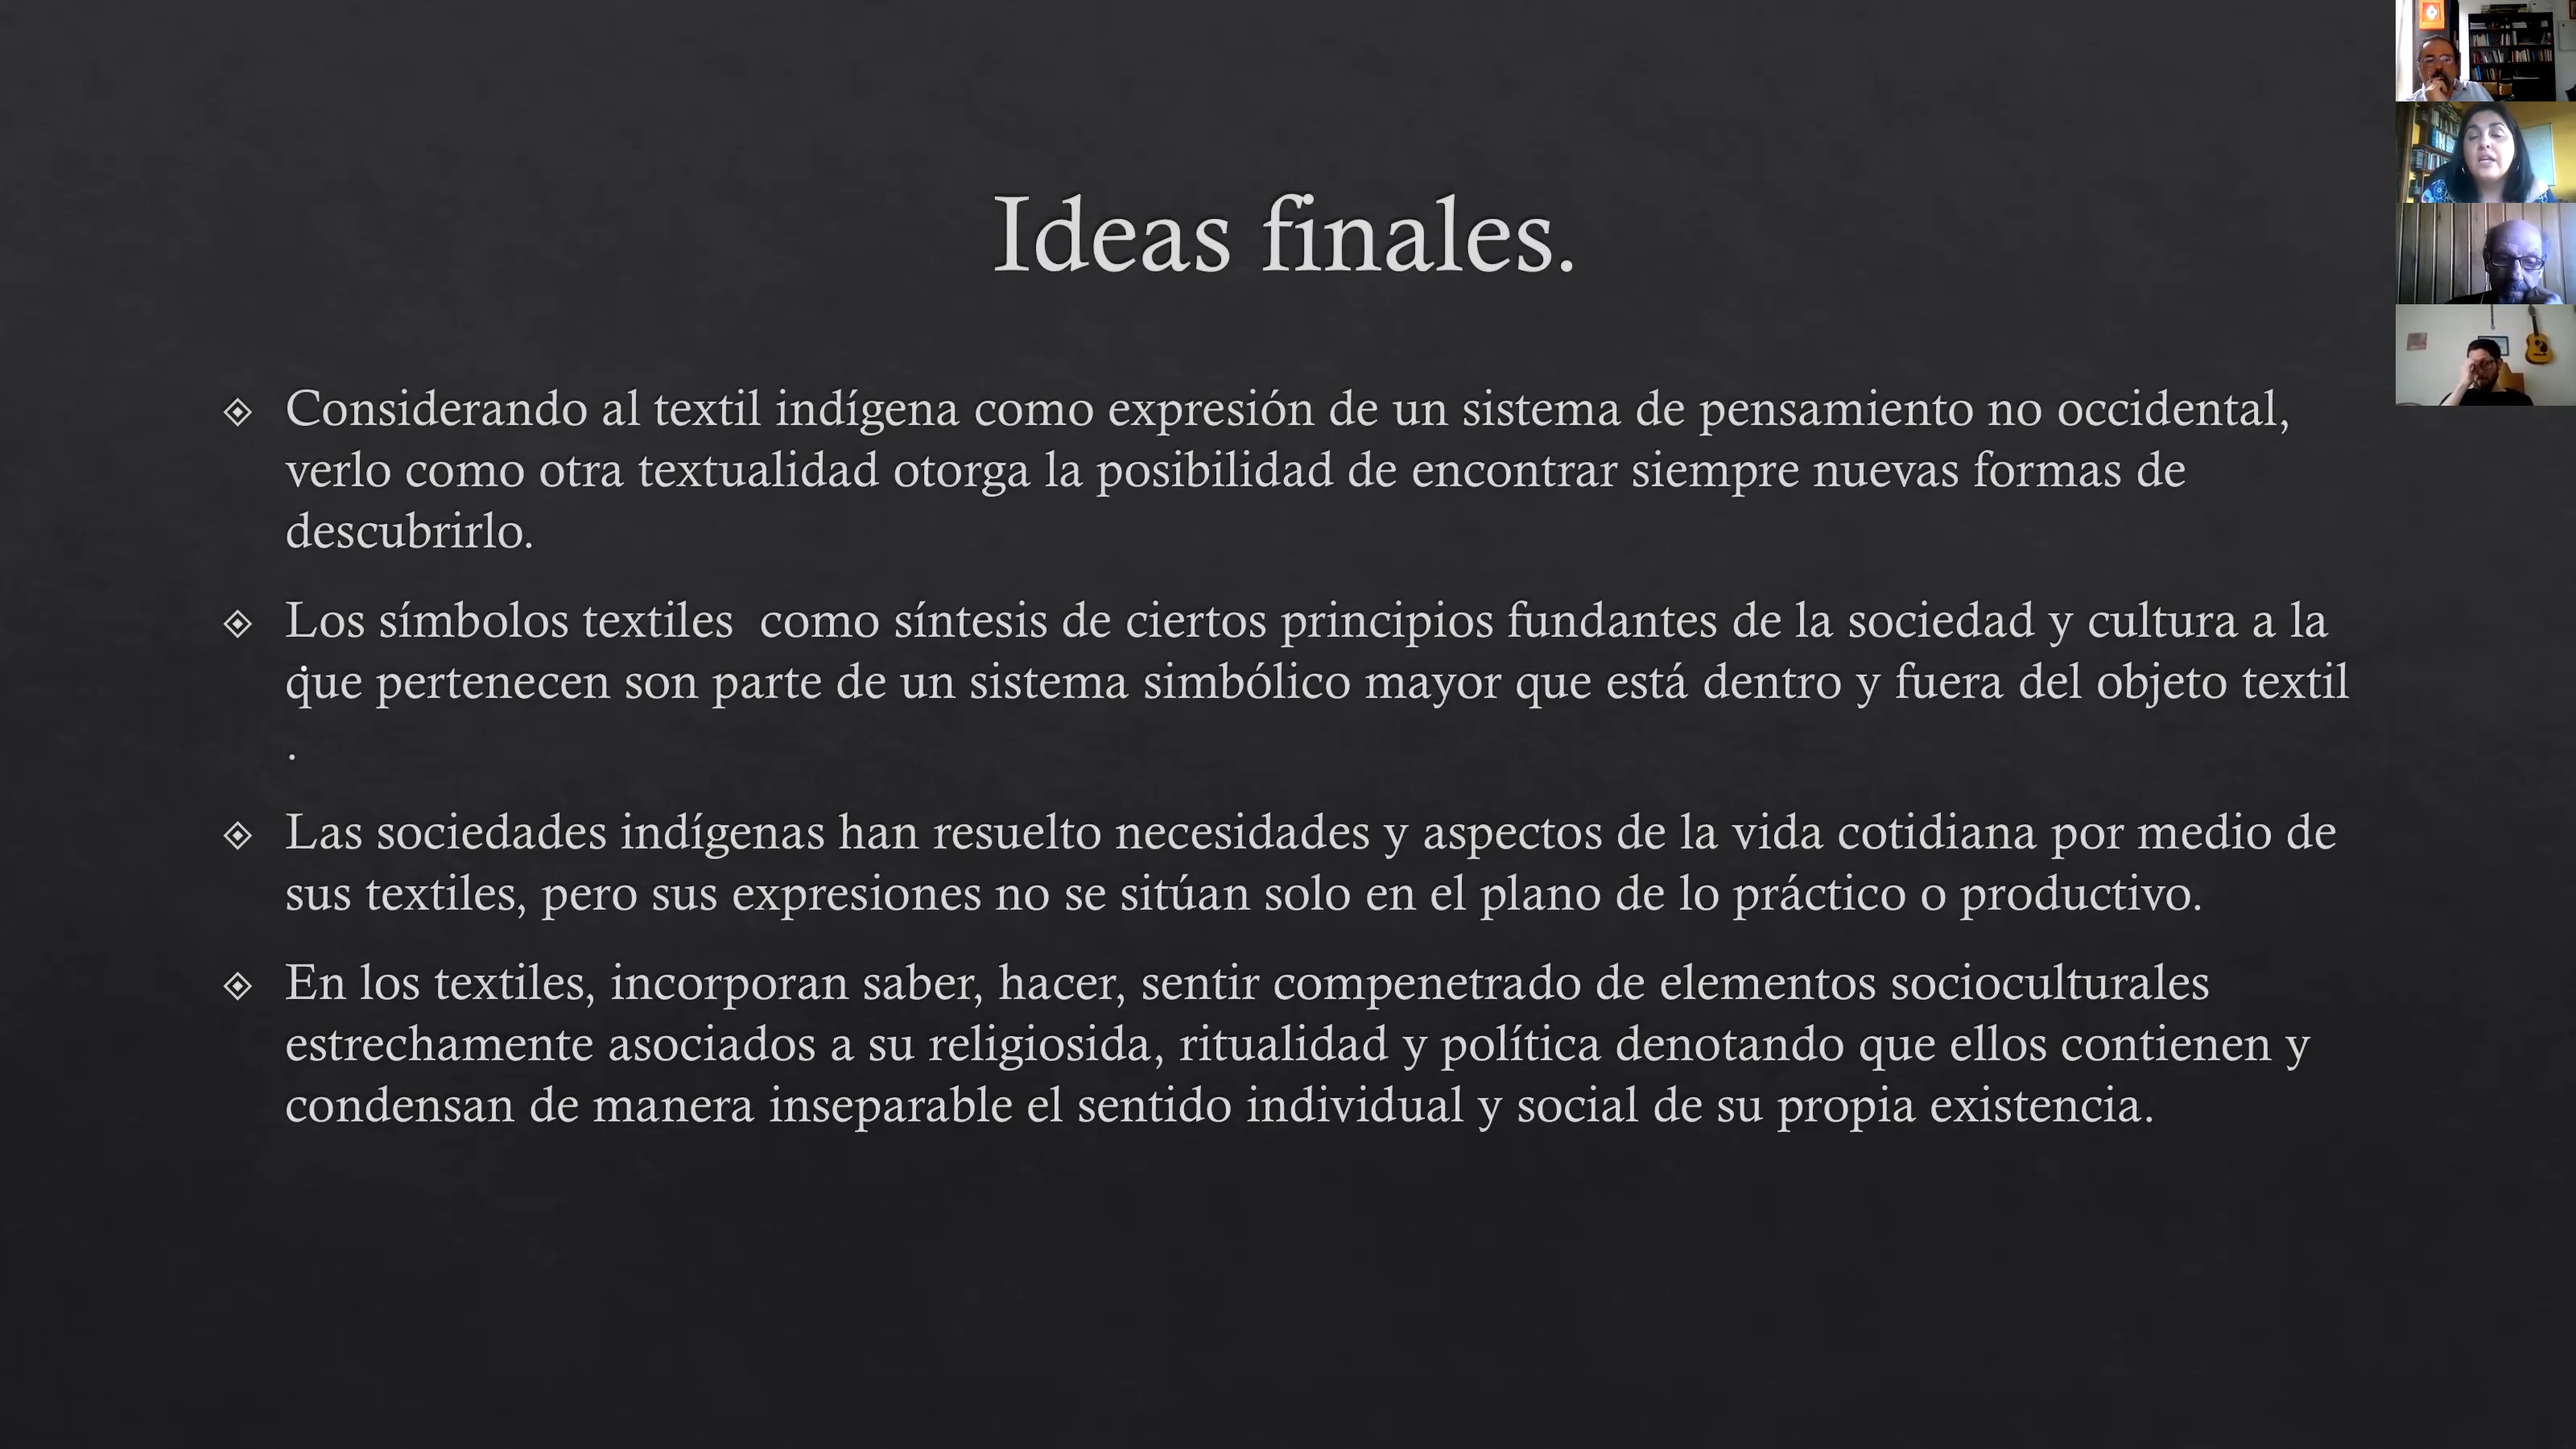 Ideas finales.
Considerando al textil indígena como expresión de un sistema de pensamiento no occidental,
verlo como otra textualidad otorga la posibilidad de encontrar siempre nuevas formas de
descubrirlo.
Los símbolos textiles  como síntesis de ciertos principios fundantes de la sociedad y cultura a la
que pertenecen son parte de un sistema simbólico mayor que está dentro y fuera del objeto textil
.
Las sociedades indígenas han resuelto necesidades y aspectos de la vida cotidiana por medio de
sus textiles, pero sus expresiones no se sitúan solo en el plano de lo práctico o productivo.
En los textiles, incorporan saber, hacer, sentir compenetrado de elementos socioculturales
estrechamente asociados a su religiosida, ritualidad y política denotando que ellos contienen y
condensan de manera inseparable el sentido individual y social de su propia existencia.